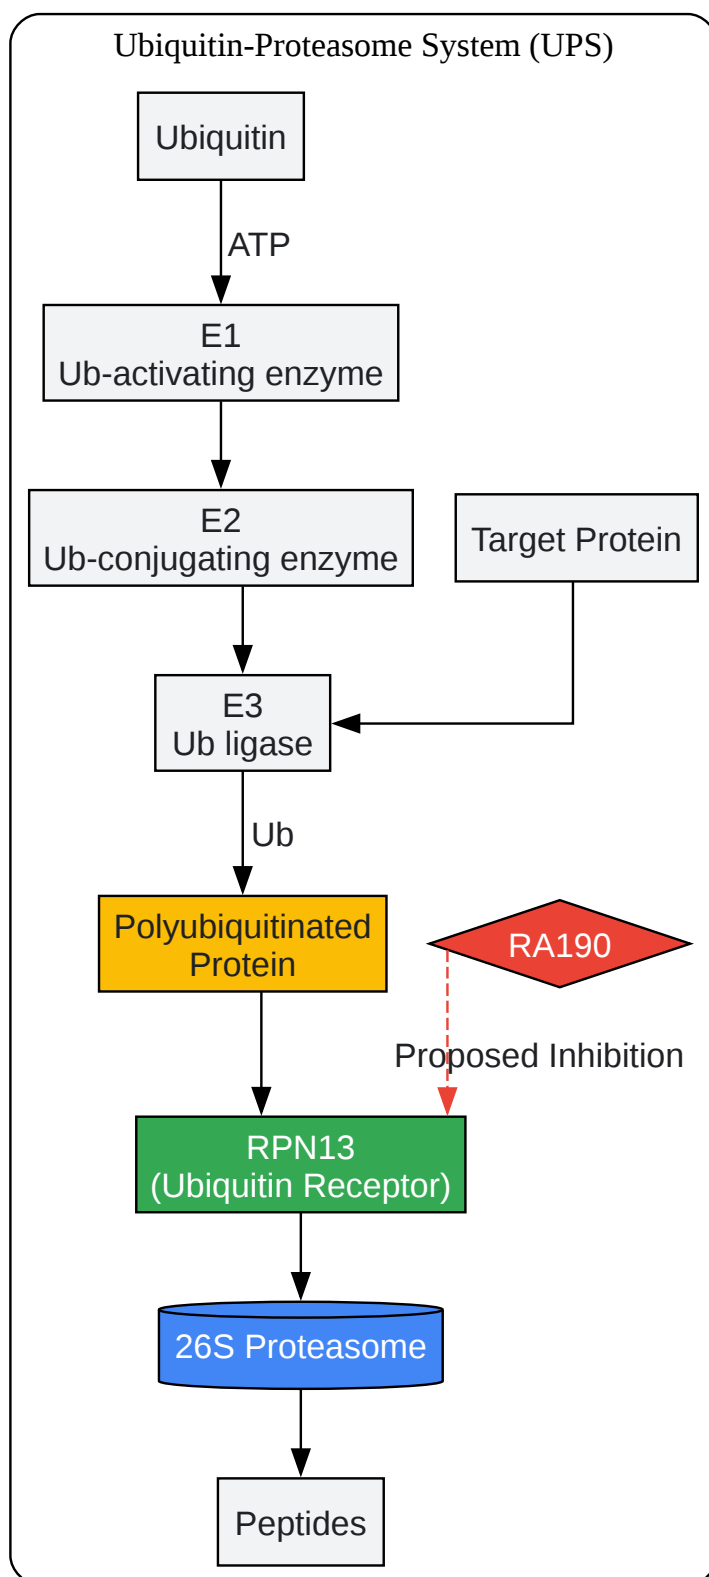 Ubiquitin-Proteasome System (UPS)
Ubiquitin
ATP
E1
Ub-activating enzyme
E2
Ub-conjugating enzyme
Target Protein
E3
Ub ligase
Ub
Polyubiquitinated
Protein
RA190
Proposed Inhibition
RPN13
(Ubiquitin Receptor)
26S Proteasome
Peptides